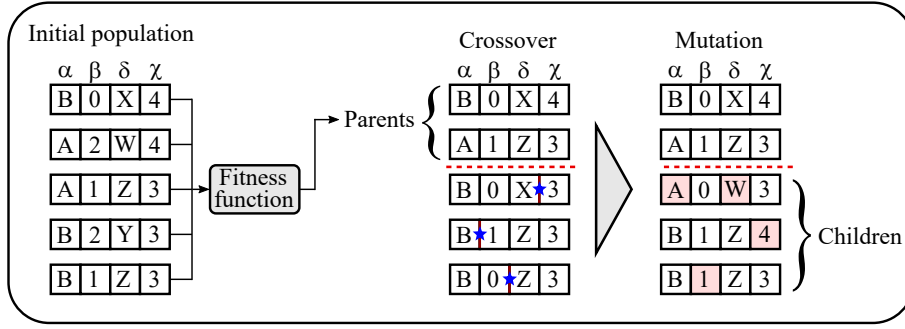 Initial population
α β δ χ
B 0 X 4
A 2 W 4
A 1 Z 3
B 2 Y 3
B 1 Z 3
Fitness
function
Parents
Crossover
α β δ χ
B 0 X 4
A 1 Z 3
B 0 X 3
B 1 Z 3
B 0 Z 3
Mutation
α β δ χ
B 0 X 4
A 1 Z 3
A 0 W 3
B 1 Z 4
B 1 Z 3
Children